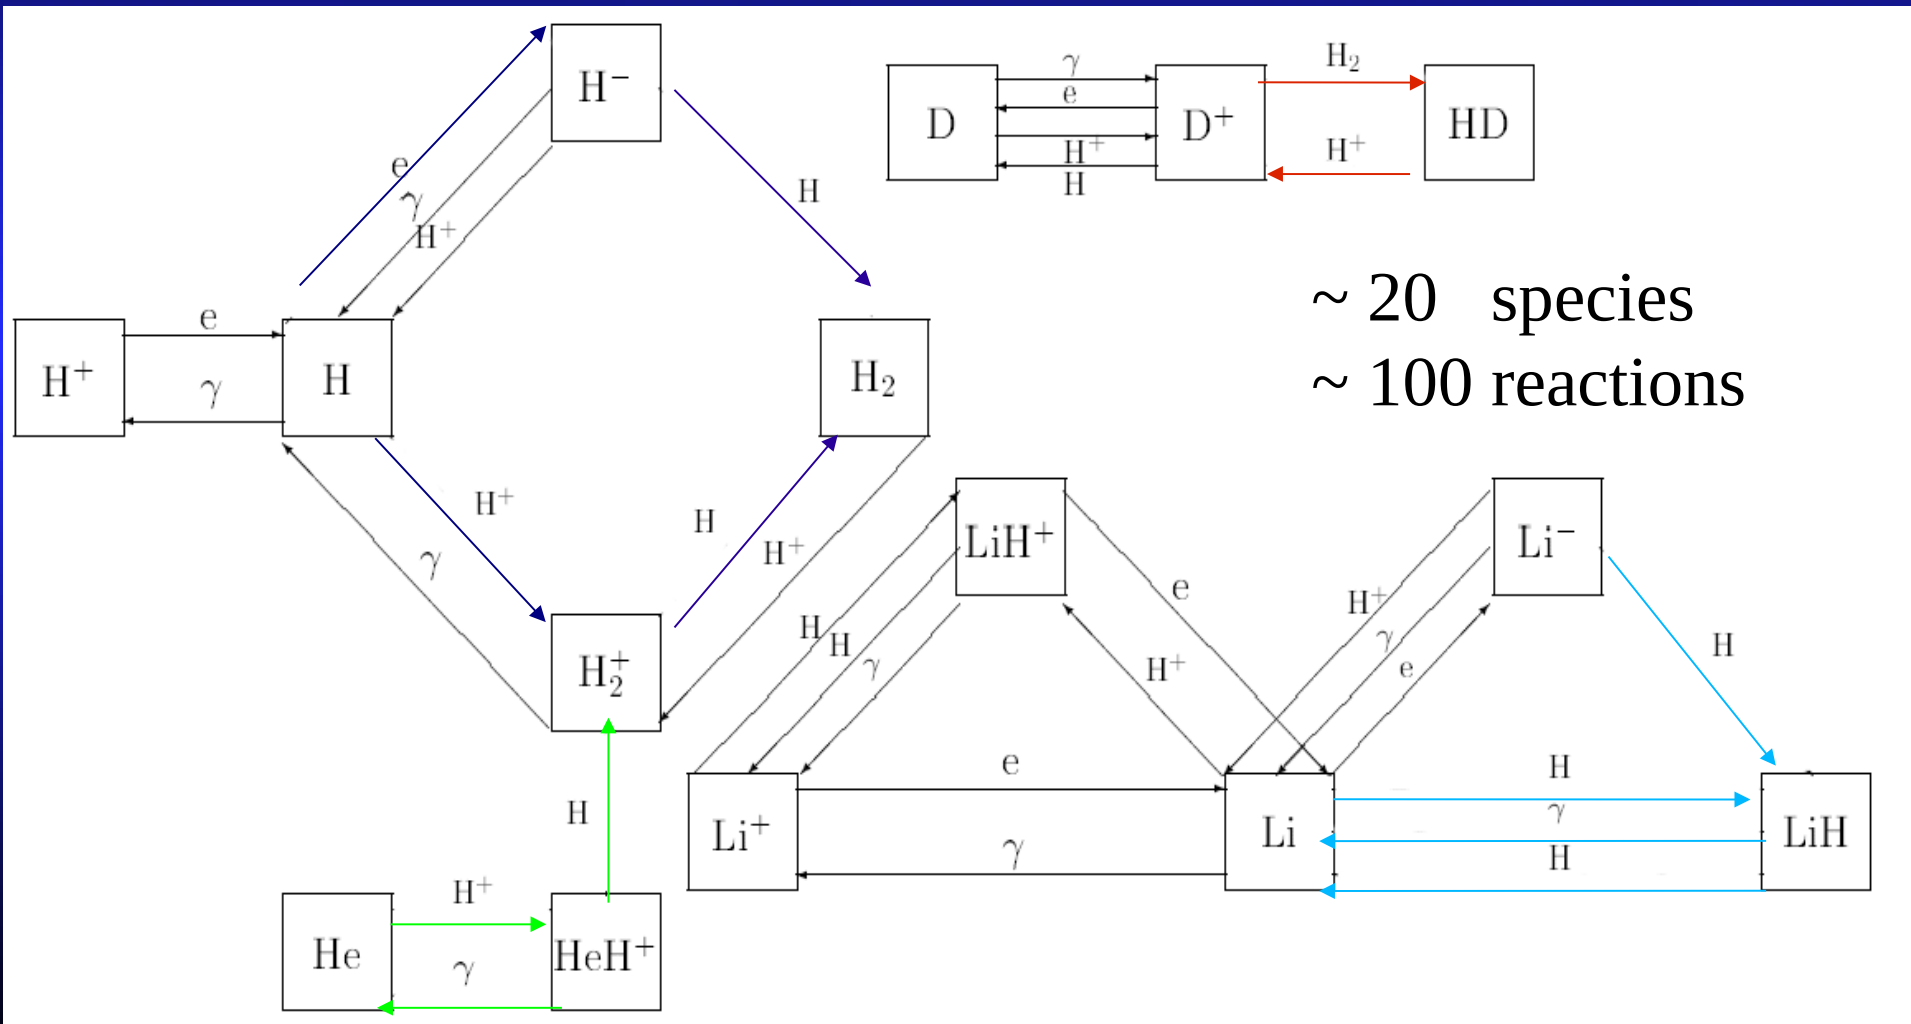 H⁻
H₂
γ
e
D
D⁺
HD
H⁺
H⁺
H
e
γ
H⁺
H
~ 20 species
~ 100 reactions
e
H⁺
γ
H
H₂
H⁺
γ
H
H⁺
LiH⁺
Li⁻
e
H⁺
H
H
γ
H⁺
γ
e
H
H₂⁺
e
H
γ
H
Li⁺
γ
Li
LiH
H
H⁺
He
γ
HeH⁺